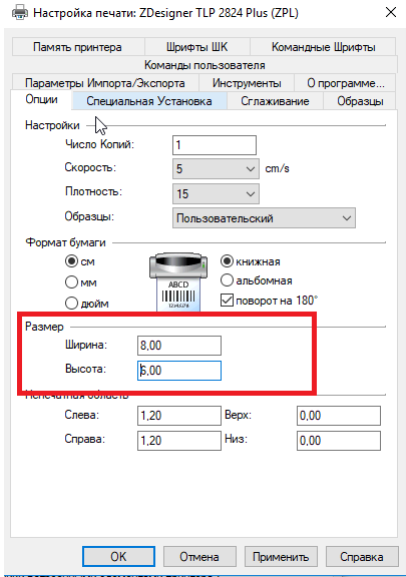 Настройка печати: ZDesigner TLP 2824 Plus (ZPL)
Память принтера Шрифты ШК Командные Шрифты
Команды пользователя
Параметры Импорта/Экспорта Инструменты О программе...
Опции Специальная Установка Сглаживание Образцы
Настройки
Число Копий: 1
Скорость: 5 cm/s
Плотность: 15
Образцы: Пользовательский
Формат бумаги
см
мм
дюйм
ABCD
книжная
альбомная
поворот на 180°
Размер
Ширина: 8,00
Высота: 6,00
Непечатная область
Слева: 1,20 Верх: 0,00
Справа: 1,20 Низ: 0,00
OK Отмена Применить Справка